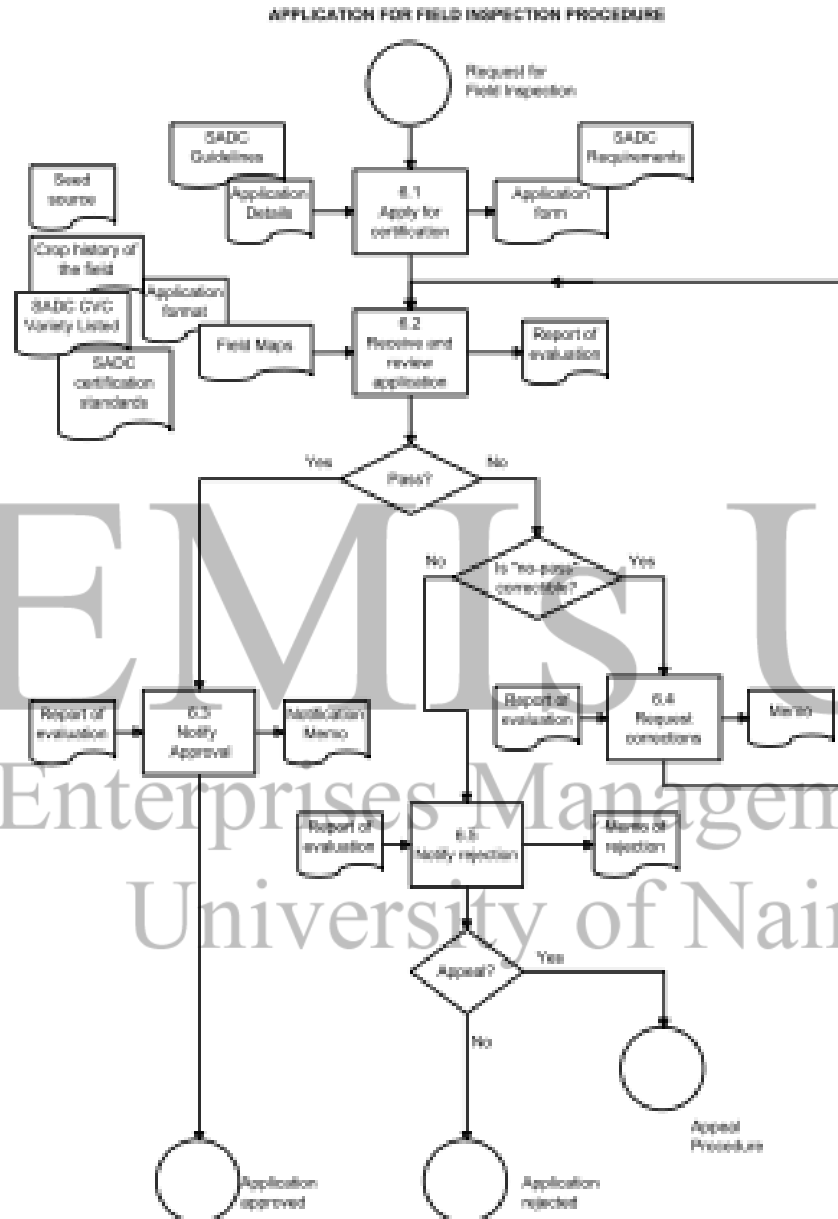 APPLICATION FOR FIELD INSPECTION PROCEDURE
Request for
Field Inspection
SADC
Guidelines
SADC
Requirements
Seed
source
Application
Details
6.1
Apply for
certification
Application
form
Crop history of
the field
Application
format
SADC CVC
Variety Listed
Field Maps
6.2
Receive and
review
application
Report of
evaluation
SADC
certification
standards
Yes
Pass?
No
EMIs U
No
Is "no-pass"
correctible?
Yes
Report of
evaluation
6.3
Notify
Approval
Notification
Memo
Report of
evaluation
6.4
Request
corrections
Memo
Enterprises Managem
Report of
evaluation
6.5
Notify rejection
Memo of
rejection
University of Nai
Appeal?
Yes
No
Appeal
Procedure
Application
approved
Application
rejected